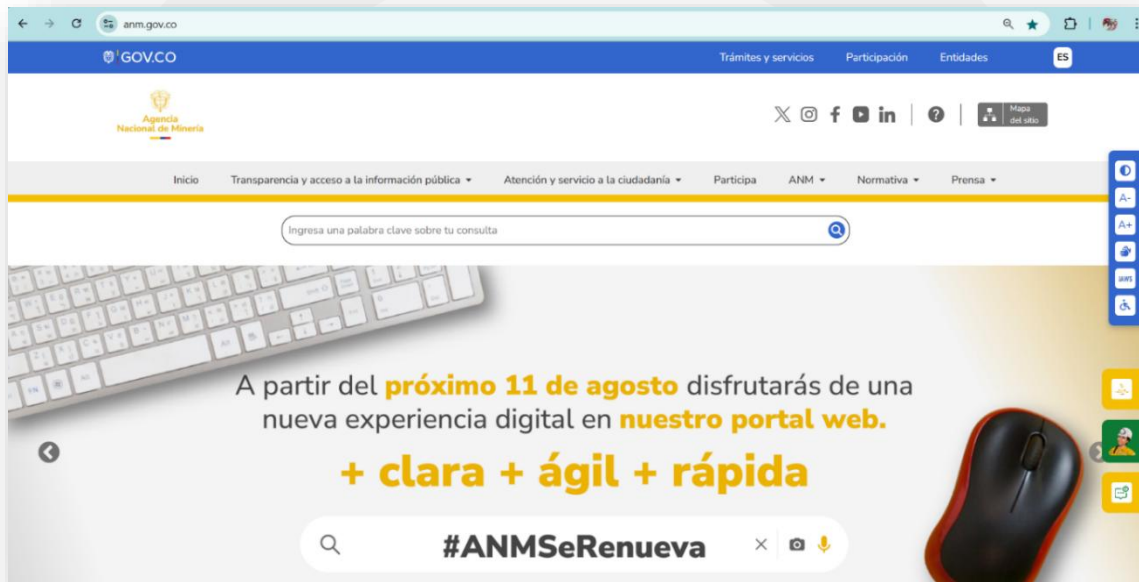 anm.gov.co
GOV.CO
Trámites y servicios Participación Entidades ES
Agencia
Nacional de Minería
Mapa
del sitio
Inicio Transparencia y acceso a la información pública Atención y servicio a la ciudadanía Participa ANM Normativa Prensa
A-
A+
Ingresa una palabra clave sobre tu consulta
A partir del próximo 11 de agosto disfrutarás de una
nueva experiencia digital en nuestro portal web.
+ clara + ágil + rápida
#ANMSeRenueva